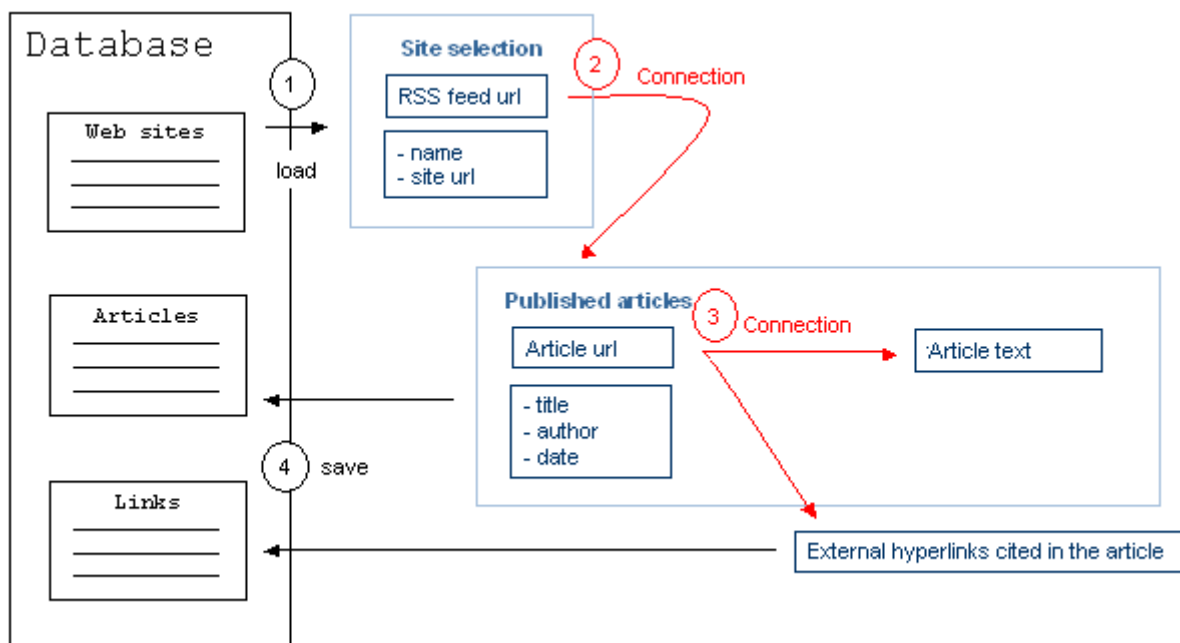 Database
Web sites
Articles
Links
1
load
Site selection
RSS feed url
- name
- site url
2
Connection
Published articles
Article url
- title
- author
- date
3
Connection
Article text
External hyperlinks cited in the article
4
save